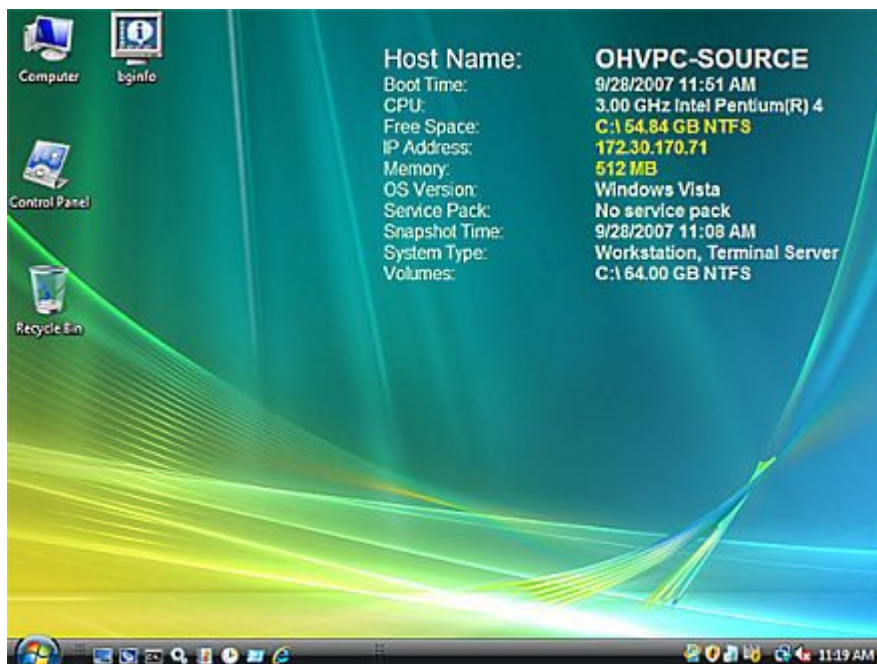 Computer
bginfo
Control Panel
Recycle Bin
Host Name: OHVPC-SOURCE
Boot Time: 9/28/2007 11:51 AM
CPU: 3.00 GHz Intel Pentium(R) 4
Free Space: C:\ 54.84 GB NTFS
IP Address: 172.30.170.71
Memory: 512 MB
OS Version: Windows Vista
Service Pack: No service pack
Snapshot Time: 9/28/2007 11:08 AM
System Type: Workstation, Terminal Server
Volumes: C:\ 64.00 GB NTFS
11:19 AM